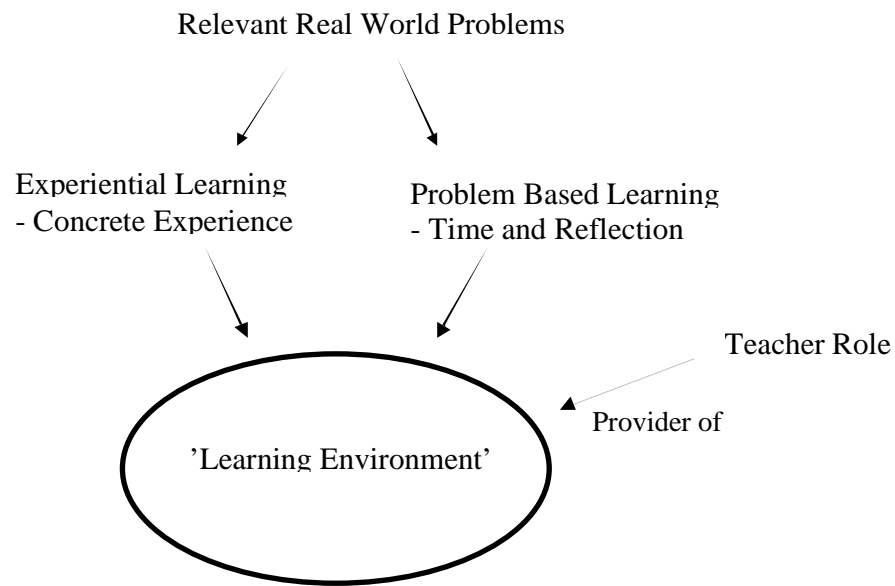 Relevant Real World Problems
Experiential Learning
- Concrete Experience
Problem Based Learning
- Time and Reflection
Teacher Role
Provider of
’Learning Environment’